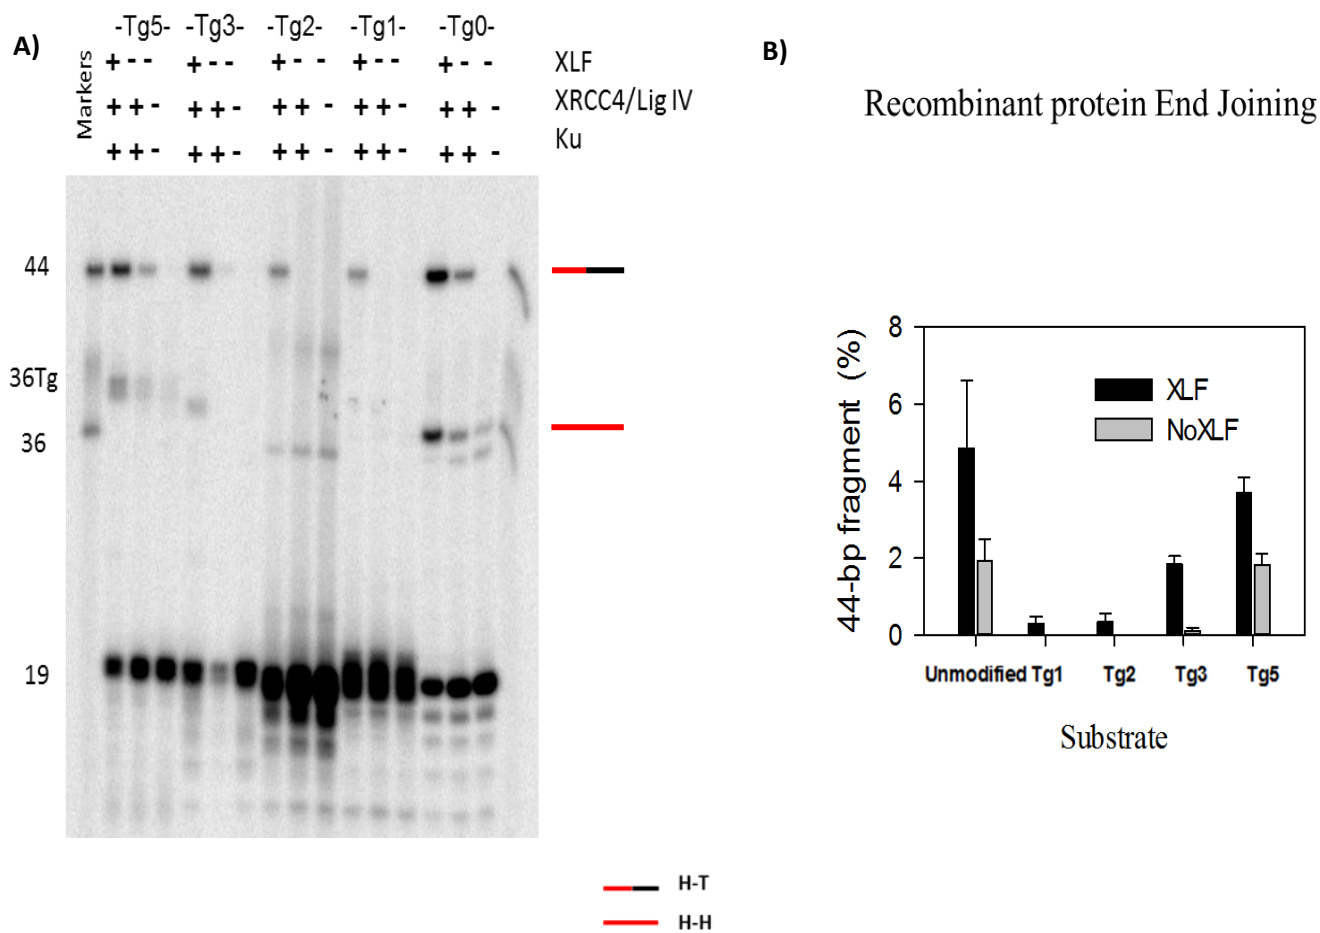 A)
-Tg5- -Tg3- -Tg2- -Tg1- -Tg0-
Markers
+ - - + - - + - - + - - + - - XLF
+ + - + + - + + - + + - + + - XRCC4/Lig IV
+ + - + + - + + - + + - + + - Ku
44
36Tg
36
19
H-T
H-H
B)
Recombinant protein End Joining
44-bp fragment (%)
8
6
4
2
0
XLF
NoXLF
Unmodified Tg1 Tg2 Tg3 Tg5
Substrate